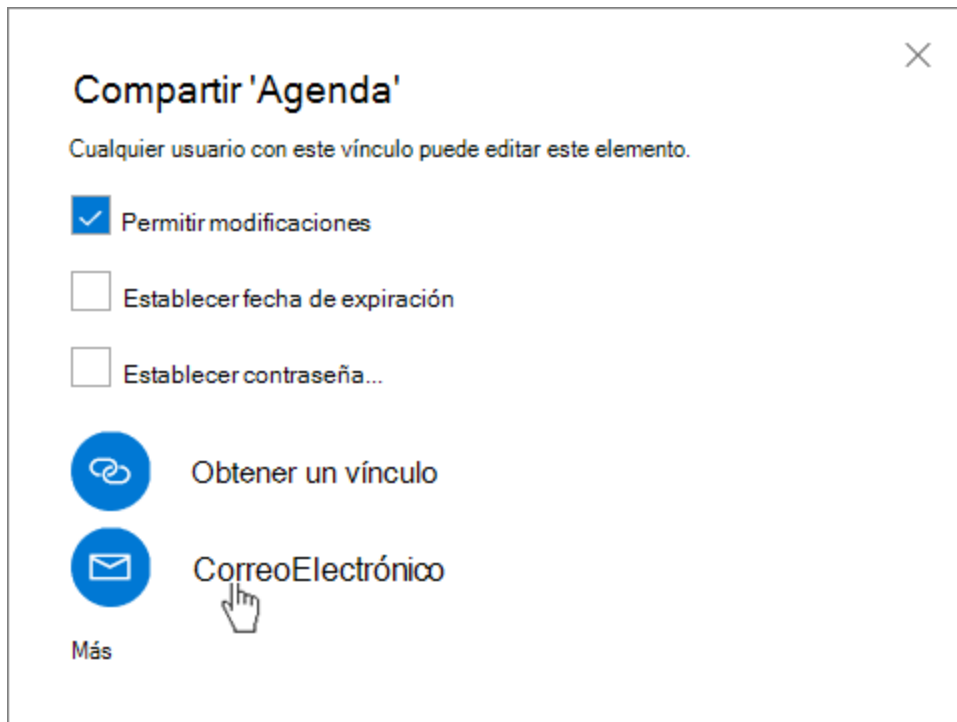 Compartir 'Agenda'
Cualquier usuario con este vínculo puede editar este elemento.
Permitir modificaciones
Establecer fecha de expiración
Establecer contraseña...
Obtener un vínculo
CorreoElectrónico
Más